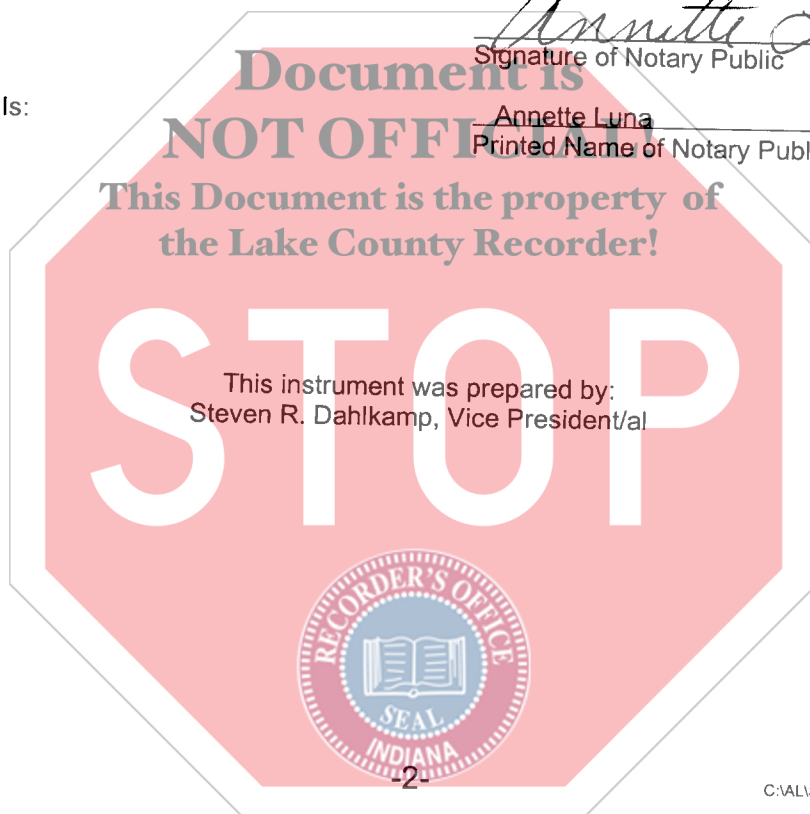 Annette
Signature of Notary Public
Is:
Annette Luna
Printed Name of Notary Publ
Document is
NOT OFFICIAL!
This Document is the property of
the Lake County Recorder!
STOP
This instrument was prepared by:
Steven R. Dahlkamp, Vice President/al
RECORDER'S OFFICE
SEAL
INDIANA
-2-
C:\AL\